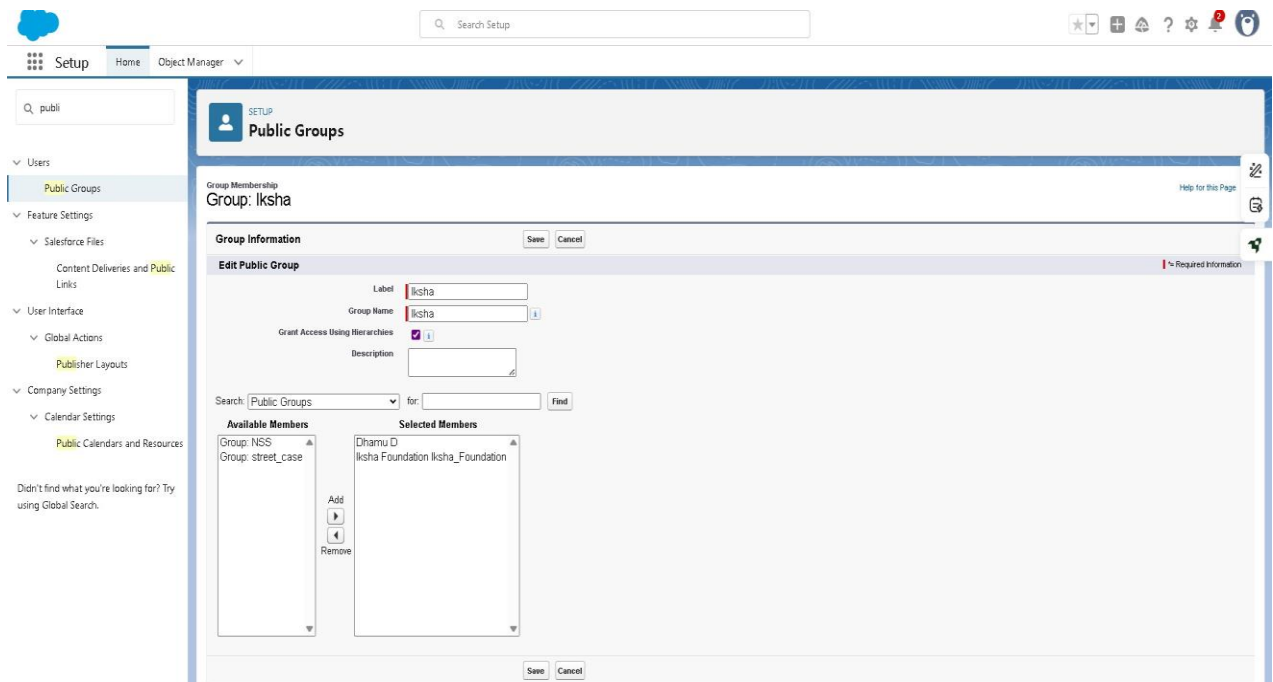 Search Setup
2
Setup
Home
Object Manager
publi
Users
Public Groups
Feature Settings
Salesforce Files
Content Deliveries and Public
Links
User Interface
Global Actions
Publisher Layouts
Company Settings
Calendar Settings
Public Calendars and Resources
Didn't find what you're looking for? Try
using Global Search.
SETUP
Public Groups
Group Membership
Group: Iksha
Help for this Page
Group Information
Save Cancel
Edit Public Group
*= Required Information
Label Iksha
Group Name Iksha
i
Grant Access Using Hierarchies
i
Description
Search: Public Groups for: Find
Available Members
Group: NSS
Group: street_case
Add
Remove
Selected Members
Dhamu D
Iksha Foundation Iksha_Foundation
Save Cancel